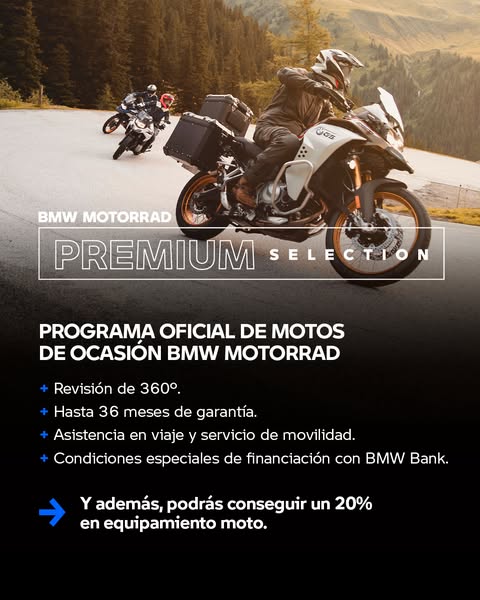 BMW MOTORRAD
PREMIUM SELECTION
PROGRAMA OFICIAL DE MOTOS
DE OCASIÓN BMW MOTORRAD
+ Revisión de 360º.
+ Hasta 36 meses de garantía.
+ Asistencia en viaje y servicio de movilidad.
+ Condiciones especiales de financiación con BMW Bank.
Y además, podrás conseguir un 20%
en equipamiento moto.